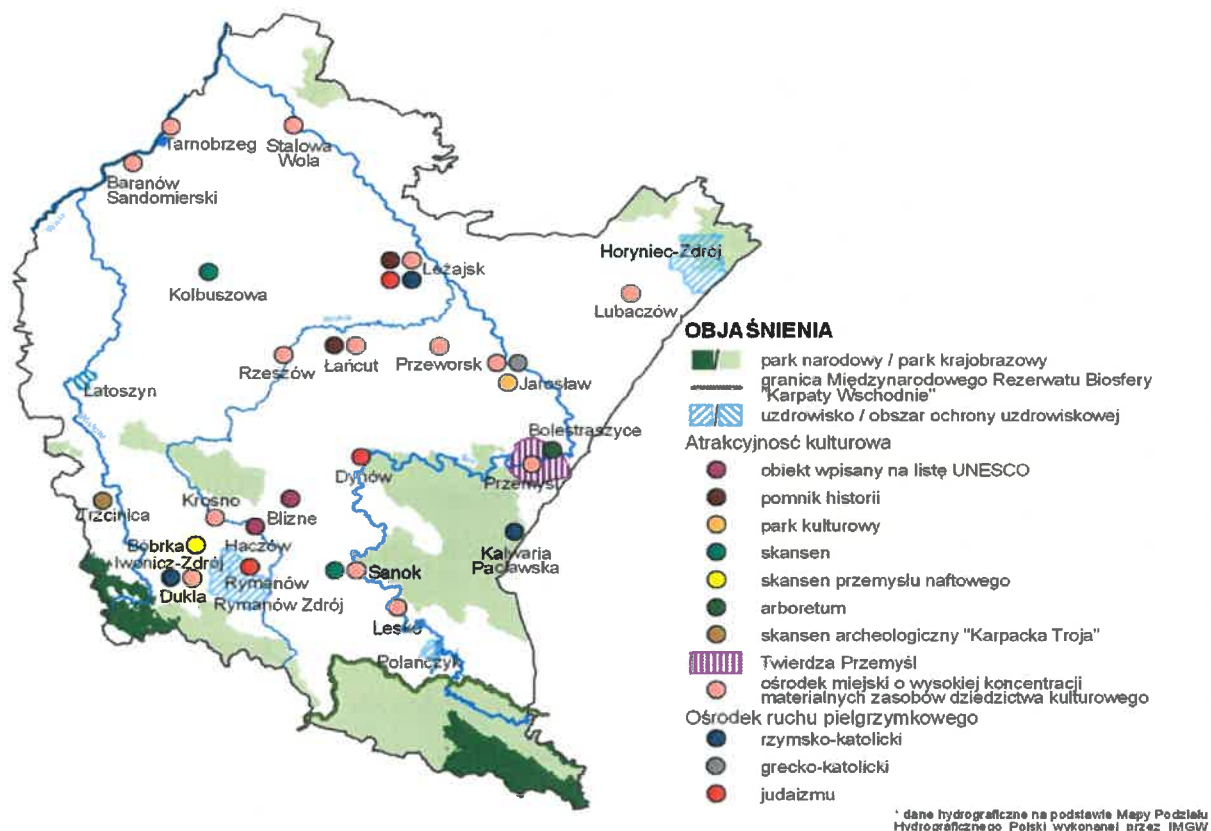 Tarnobrzeg
Stalowa
Wola
Baranów
Sandomierski
Wisła
Horyniec-Zdrój
Leżajsk
Kolbuszowa
Lubaczów
Wisłok
Rzeszów
Łańcut
Przeworsk
Jarosław
Latoszyn
Wisłoka
Bolestraszyce
Dynów
San
Przemyśl
Krosno
Trzcinica
Blizne
Haczów
Bóbrka
Iwonicz-Zdrój
Kalwaria
Pacławska
Rymanów
Sanok
Dukla
Rymanów Zdrój
Lesko
Polańczyk
OBJAŚNIENIA
park narodowy / park krajobrazowy
granica Międzynarodowego Rezerwatu Biosfery
"Karpaty Wschodnie"
uzdrowisko / obszar ochrony uzdrowiskowej
Atrakcyjność kulturowa
obiekt wpisany na listę UNESCO
pomnik historii
park kulturowy
skansen
skansen przemysłu naftowego
arboretum
skansen archeologiczny "Karpacka Troja"
Twierdza Przemyśl
ośrodek miejski o wysokiej koncentracji
materialnych zasobów dziedzictwa kulturowego
Ośrodek ruchu pielgrzymkowego
rzymsko-katolicki
grecko-katolicki
judaizmu
* dane hydrograficzne na podstawie Mapy Podziału
Hydrograficznego Polski wykonanej przez IMGW